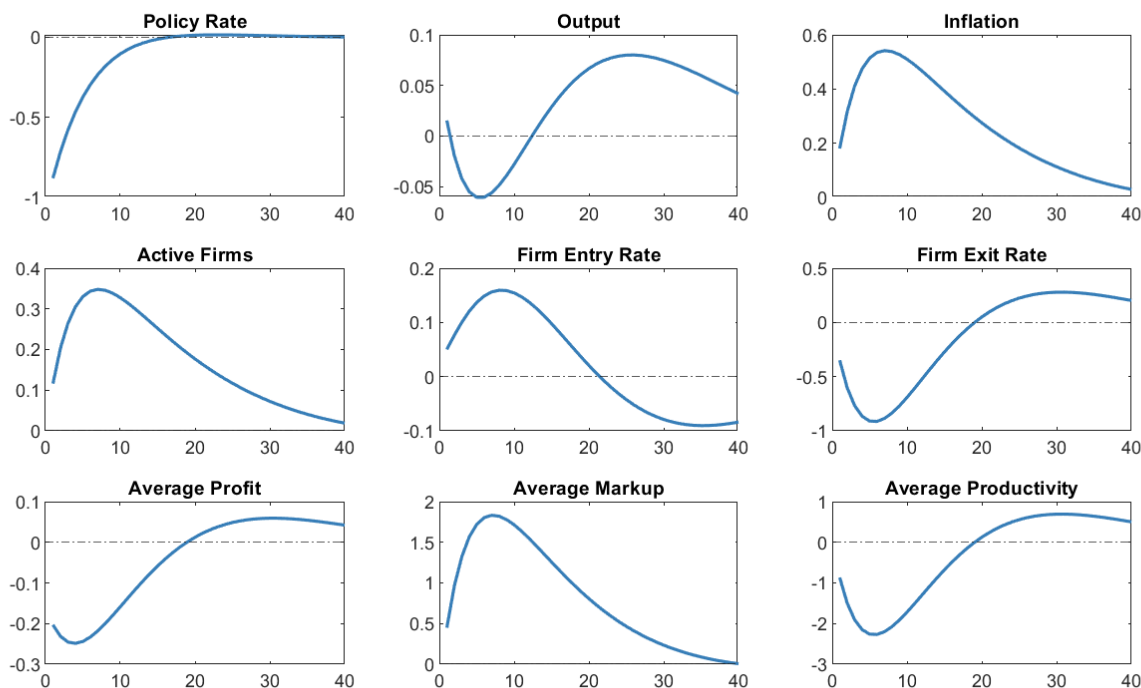 Policy Rate
0
-0.5
-1
0 10 20 30 40
Output
0.1
0.05
0
-0.05
0 10 20 30 40
Inflation
0.6
0.4
0.2
0
0 10 20 30 40
Active Firms
0.4
0.3
0.2
0.1
0
0 10 20 30 40
Firm Entry Rate
0.2
0.1
0
-0.1
0 10 20 30 40
Firm Exit Rate
0.5
0
-0.5
-1
0 10 20 30 40
Average Profit
0.1
0
-0.1
-0.2
-0.3
0 10 20 30 40
Average Markup
2
1.5
1
0.5
0
0 10 20 30 40
Average Productivity
1
0
-1
-2
-3
0 10 20 30 40